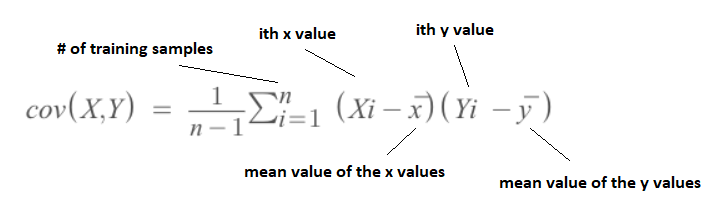 ith x value
ith y value
# of training samples
cov(X,Y) = 1/(n-1) ∑ⁿᵢ₌₁ (Xi – x̄)(Yi – ȳ)
mean value of the x values
mean value of the y values